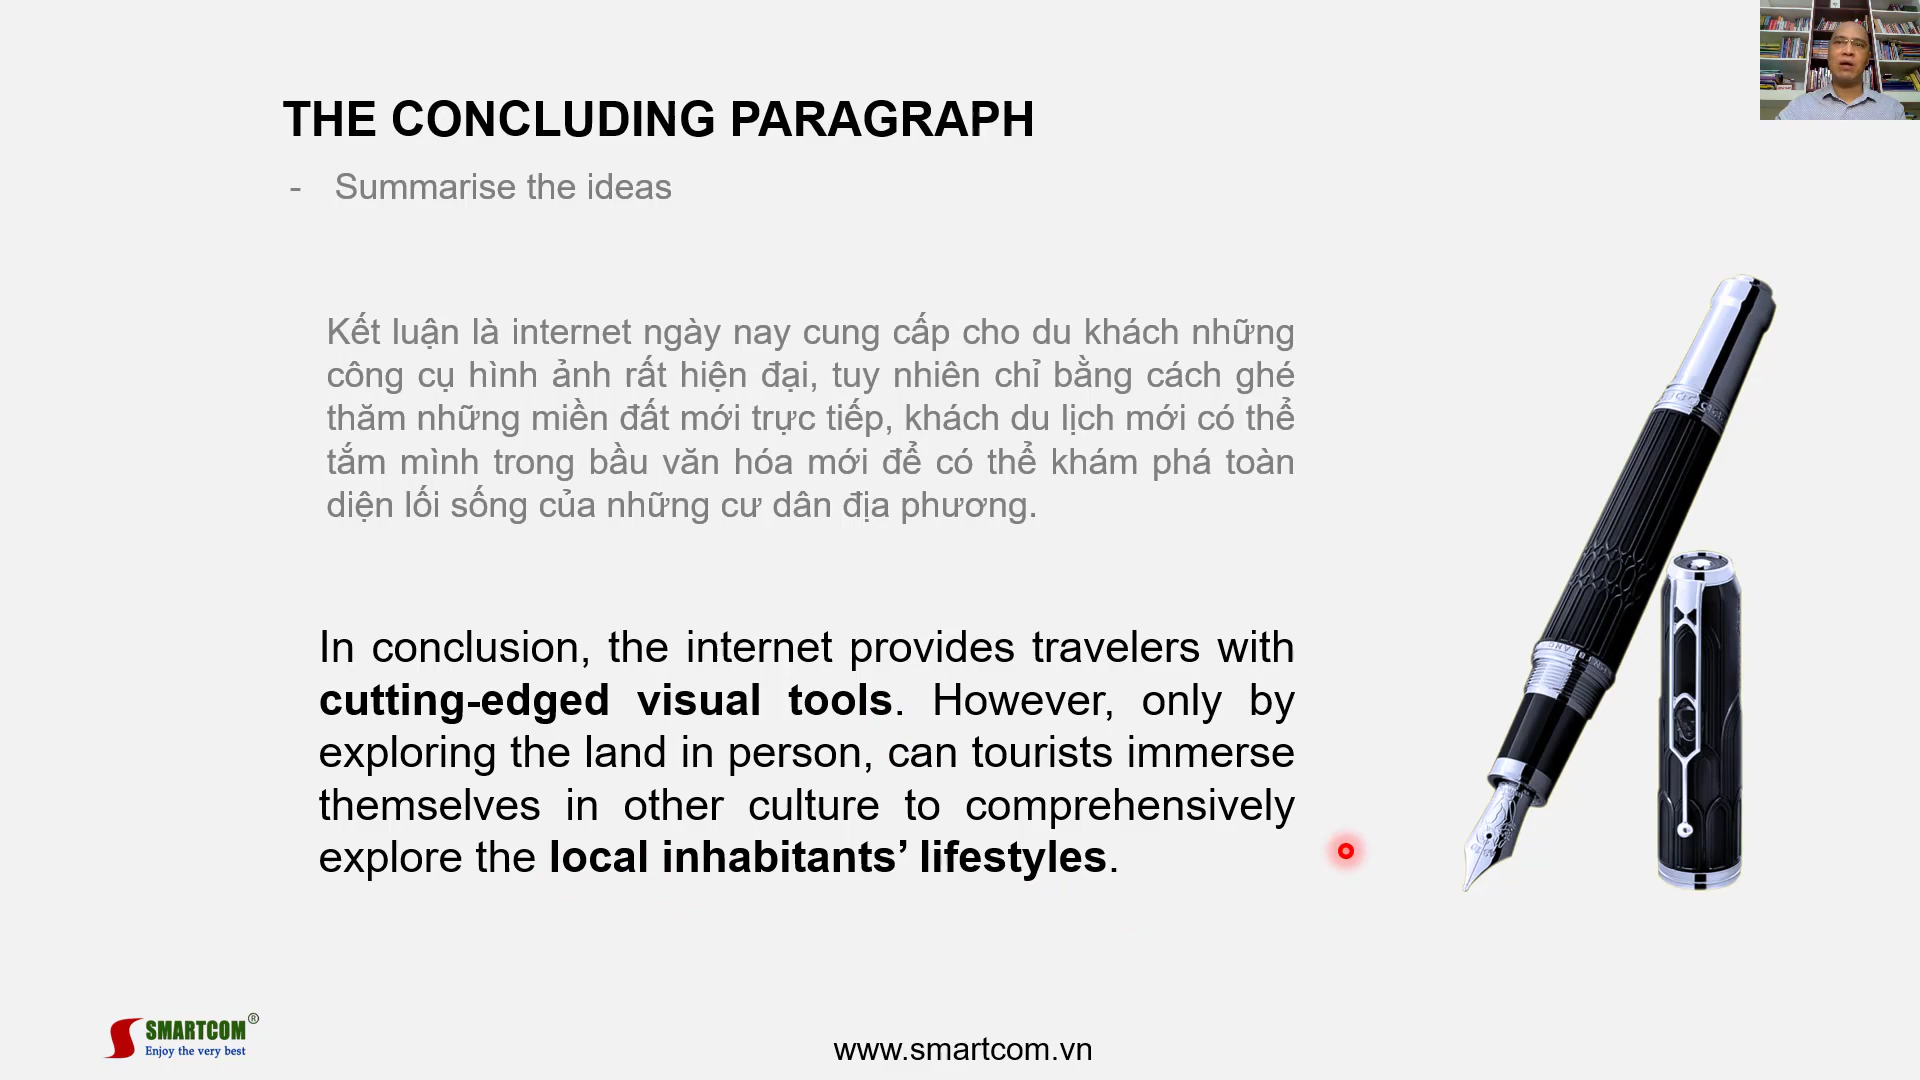 THE CONCLUDING PARAGRAPH
- Summarise the ideas
Kết luận là internet ngày nay cung cấp cho du khách những
công cụ hình ảnh rất hiện đại, tuy nhiên chỉ bằng cách ghé
thăm những miền đất mới trực tiếp, khách du lịch mới có thể
tắm mình trong bầu văn hóa mới để có thể khám phá toàn
diện lối sống của những cư dân địa phương.
In conclusion, the internet provides travelers with
cutting-edged visual tools. However, only by
exploring the land in person, can tourists immerse
themselves in other culture to comprehensively
explore the local inhabitants’ lifestyles.
SMARTCOM®
Enjoy the very best
www.smartcom.vn